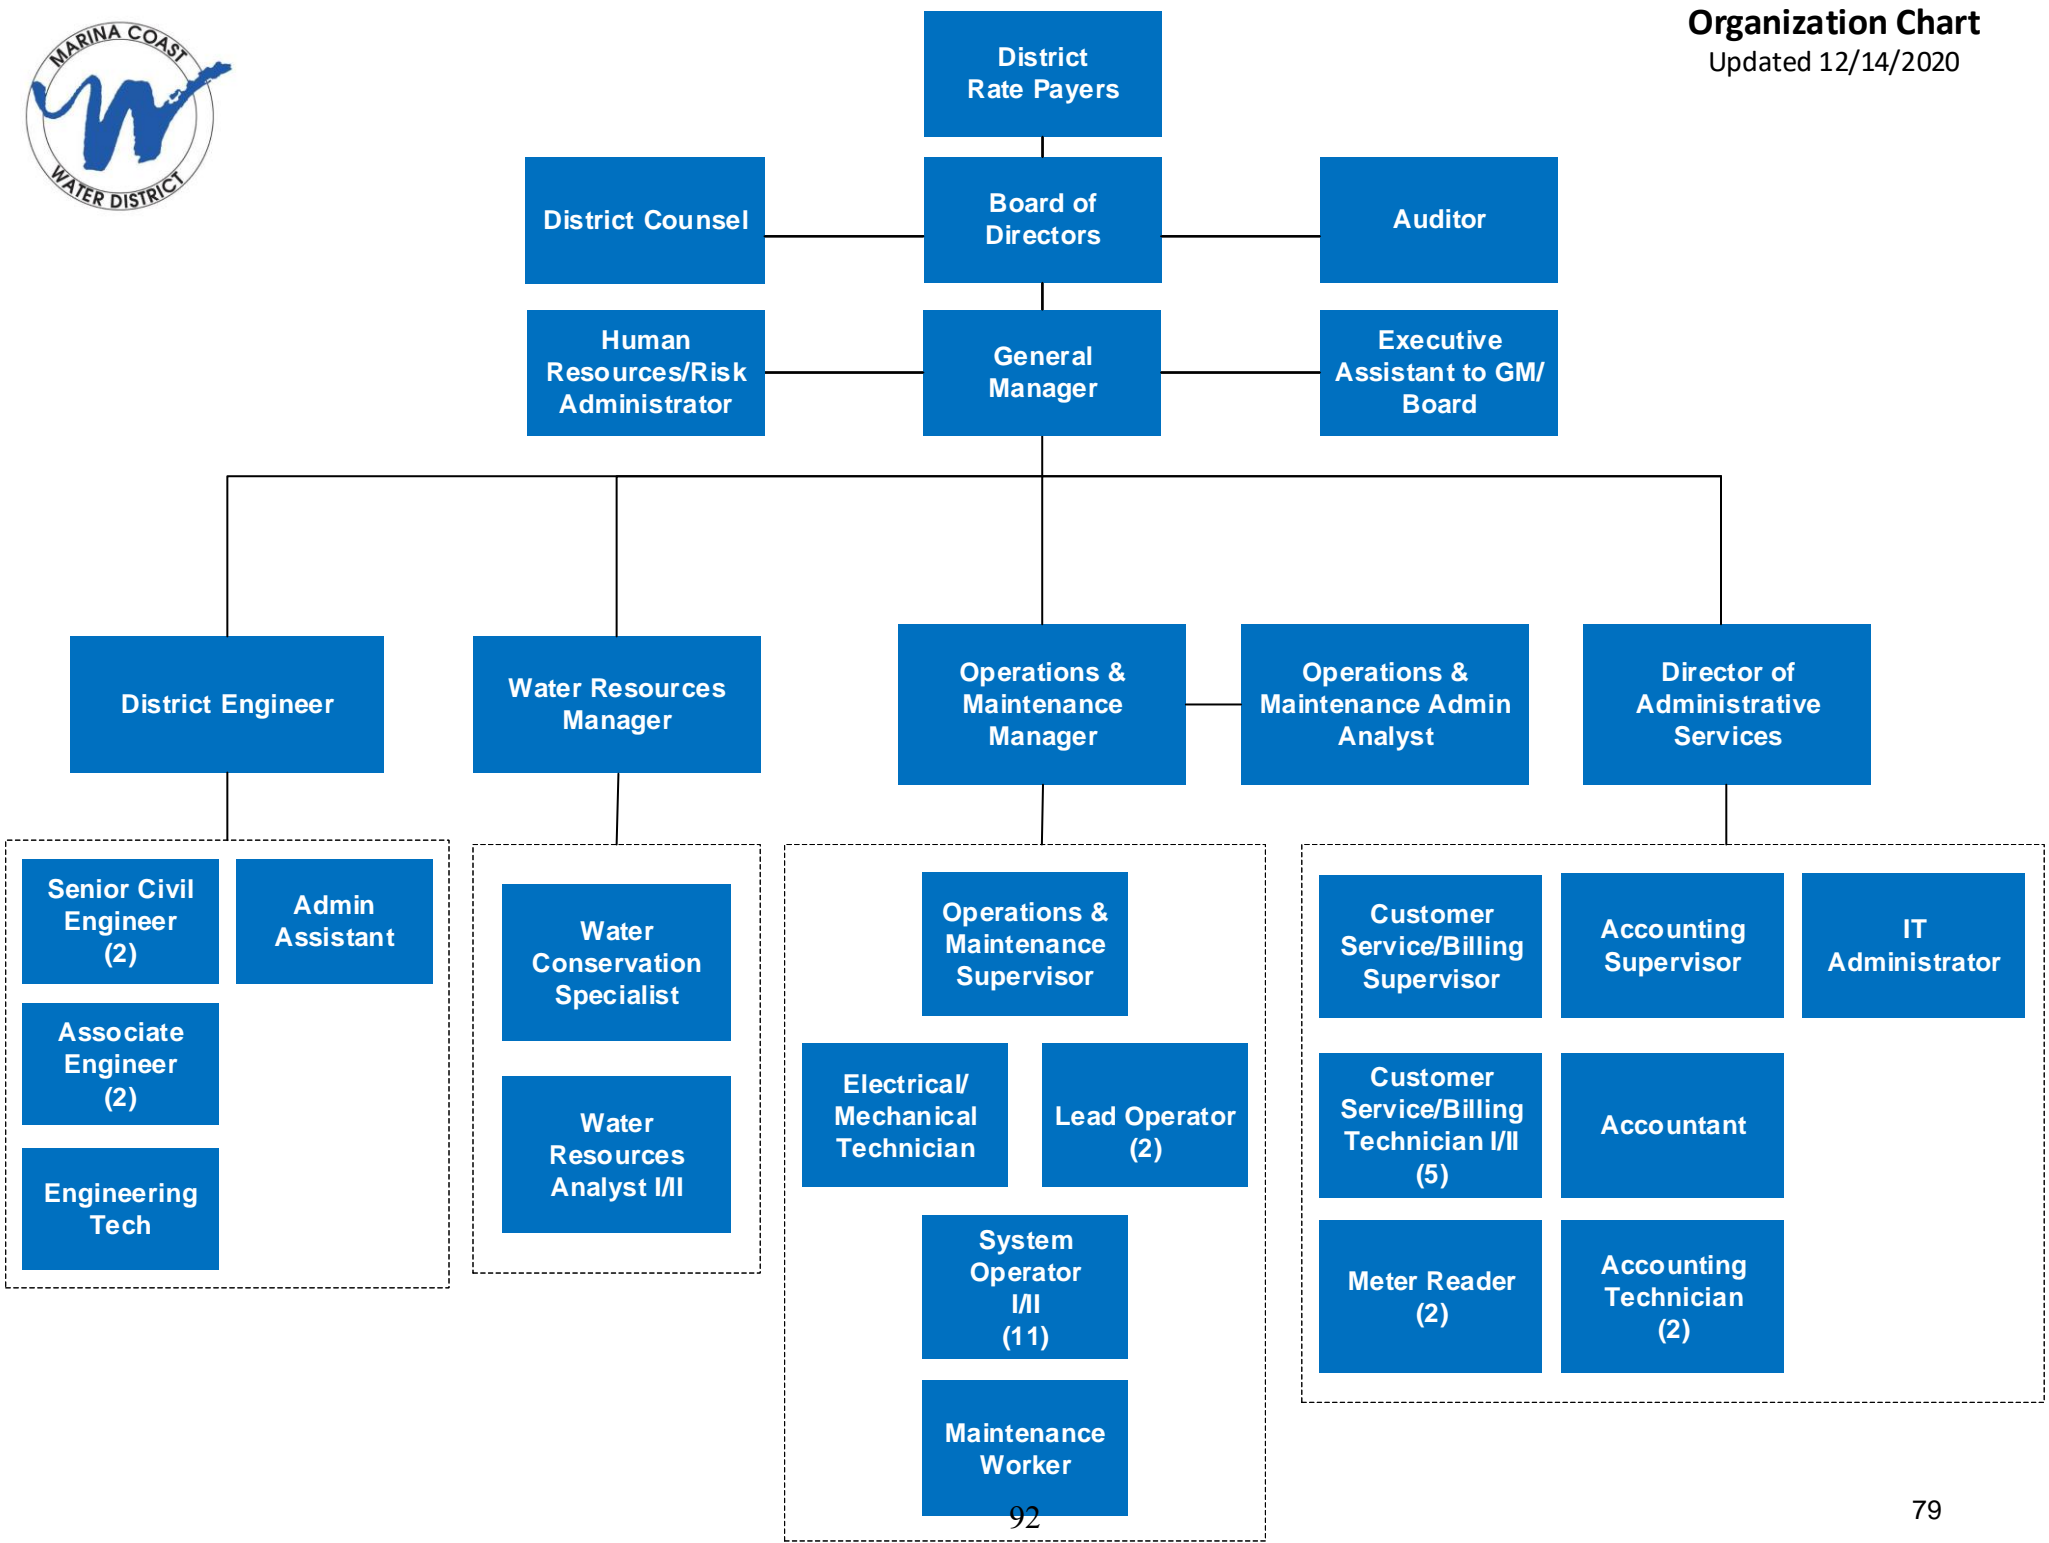 MARINA COAST
WATER DISTRICT
Organization Chart
Updated 12/14/2020
District
Rate Payers
District Counsel
Board of
Directors
Auditor
Human
Resources/Risk
Administrator
General
Manager
Executive
Assistant to GM/
Board
District Engineer
Water Resources
Manager
Operations &
Maintenance
Manager
Operations &
Maintenance Admin
Analyst
Director of
Administrative
Services
Senior Civil
Engineer
(2)
Admin
Assistant
Associate
Engineer
(2)
Engineering
Tech
Water
Conservation
Specialist
Water
Resources
Analyst I/II
Operations &
Maintenance
Supervisor
Electrical/
Mechanical
Technician
Lead Operator
(2)
System
Operator
I/II
(11)
Maintenance
Worker
Customer
Service/Billing
Supervisor
Accounting
Supervisor
IT
Administrator
Customer
Service/Billing
Technician I/II
(5)
Accountant
Meter Reader
(2)
Accounting
Technician
(2)
92
79